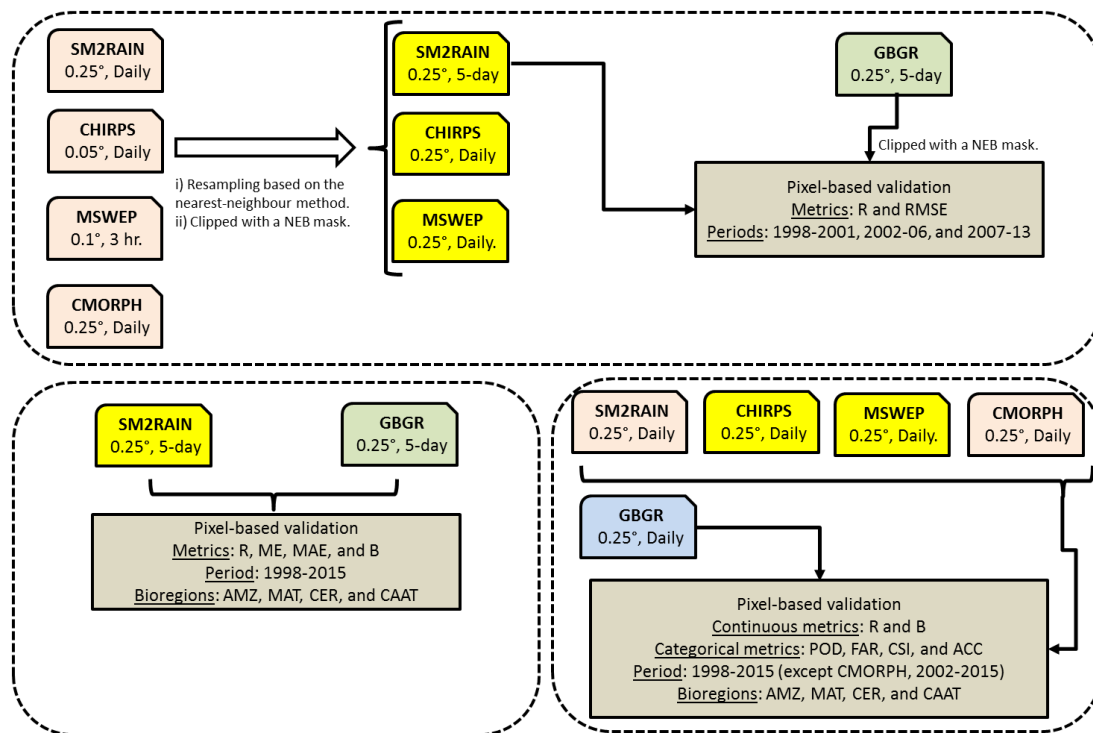 SM2RAIN
0.25°, Daily
CHIRPS
0.05°, Daily
MSWEP
0.1°, 3 hr.
CMORPH
0.25°, Daily
i) Resampling based on the
nearest-neighbour method.
ii) Clipped with a NEB mask.
SM2RAIN
0.25°, 5-day
CHIRPS
0.25°, Daily
MSWEP
0.25°, Daily.
GBGR
0.25°, 5-day
Clipped with a NEB mask.
Pixel-based validation
Metrics: R and RMSE
Periods: 1998-2001, 2002-06, and 2007-13
SM2RAIN
0.25°, 5-day
GBGR
0.25°, 5-day
Pixel-based validation
Metrics: R, ME, MAE, and B
Period: 1998-2015
Bioregions: AMZ, MAT, CER, and CAAT
SM2RAIN
0.25°, Daily
CHIRPS
0.25°, Daily
MSWEP
0.25°, Daily.
CMORPH
0.25°, Daily
GBGR
0.25°, Daily
Pixel-based validation
Continuous metrics: R and B
Categorical metrics: POD, FAR, CSI, and ACC
Period: 1998-2015 (except CMORPH, 2002-2015)
Bioregions: AMZ, MAT, CER, and CAAT